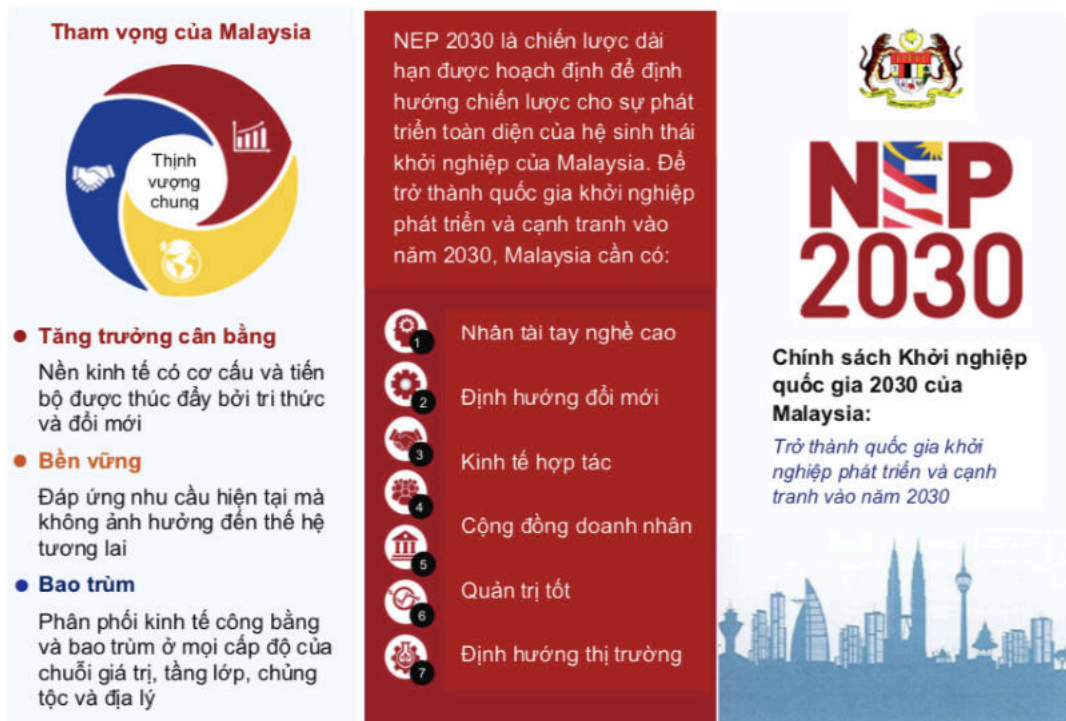 Tham vọng của Malaysia
Thịnh
vượng
chung
Tăng trưởng cân bằng
Nền kinh tế có cơ cấu và tiến
bộ được thúc đẩy bởi tri thức
và đổi mới
Bền vững
Đáp ứng nhu cầu hiện tại mà
không ảnh hưởng đến thế hệ
tương lai
Bao trùm
Phân phối kinh tế công bằng
và bao trùm ở mọi cấp độ của
chuỗi giá trị, tầng lớp, chủng
tộc và địa lý
NEP 2030 là chiến lược dài
hạn được hoạch định để định
hướng chiến lược cho sự phát
triển toàn diện của hệ sinh thái
khởi nghiệp của Malaysia. Để
trở thành quốc gia khởi nghiệp
phát triển và cạnh tranh vào
năm 2030, Malaysia cần có:
1 Nhân tài tay nghề cao
2 Định hướng đổi mới
3 Kinh tế hợp tác
4 Cộng đồng doanh nhân
5 Quản trị tốt
6 Định hướng thị trường
7
NEP
2030
Chính sách Khởi nghiệp
quốc gia 2030 của
Malaysia:
Trở thành quốc gia khởi
nghiệp phát triển và cạnh
tranh vào năm 2030